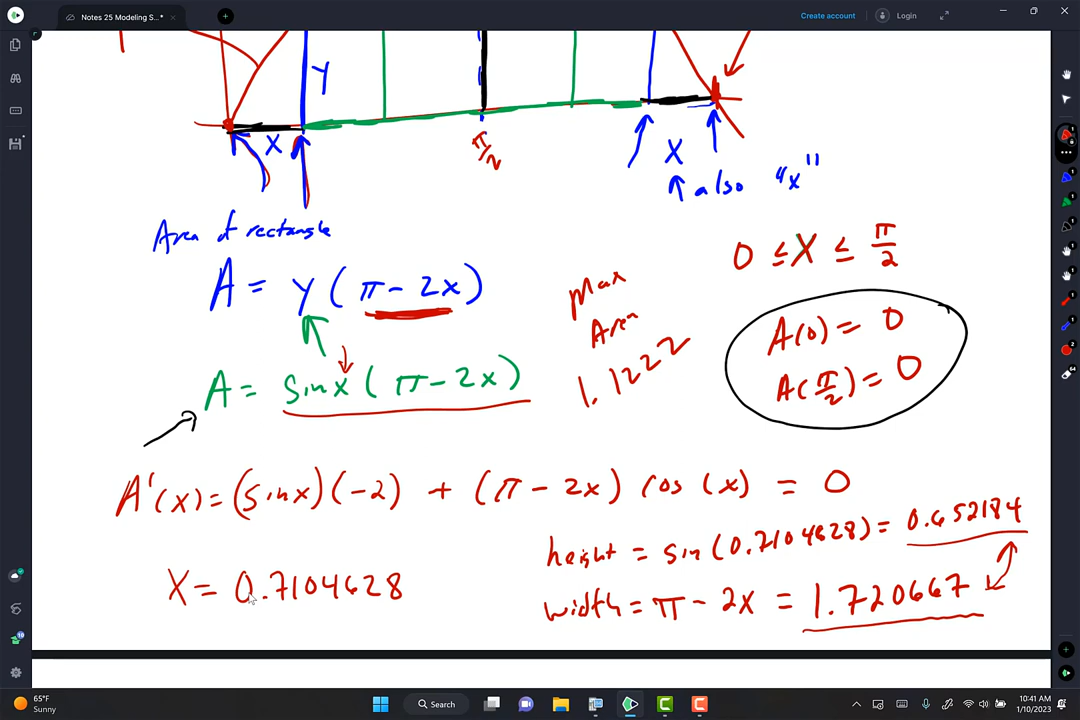 Notes 25 Modeling S...*
Create account
Login
y
x
π/2
x
also "x"
Area of rectangle
0 ≤ x ≤ π/2
A = y(π - 2x)
Max
Area
1.1222
A(0) = 0
A(π/2) = 0
A = sinx(π - 2x)
A'(x) = (sinx)(-2) + (π - 2x) cos(x) = 0
height = sin(0.7104628) = 0.652184
x = 0.7104628
width = π - 2x = 1.720667
65°F
Sunny
Search
10:41 AM
1/10/2023